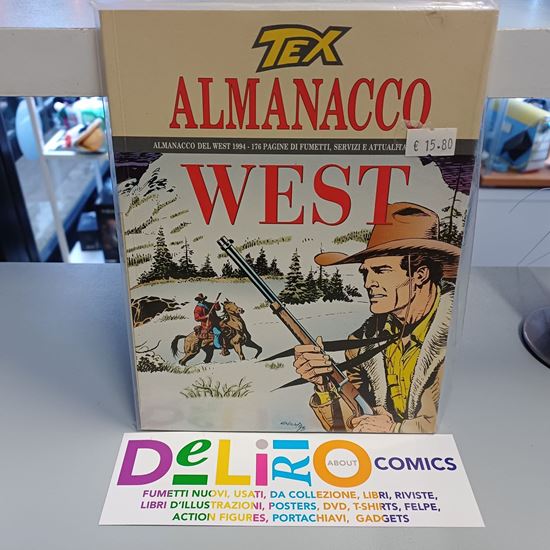 TEX
ALMANACCO
ALMANACCO DEL WEST 1994 - 176 PAGINE DI FUMETTI, SERVIZI E ATTUALITÀ
€ 15.80
WEST
DeLiRiO ABOUT COMICS
FUMETTI NUOVI, USATI, DA COLLEZIONE, LIBRI, RIVISTE,
LIBRI D'ILLUSTRAZIONI, POSTERS, DVD, T-SHIRTS, FELPE,
ACTION FIGURES, PORTACHIAVI, GADGETS